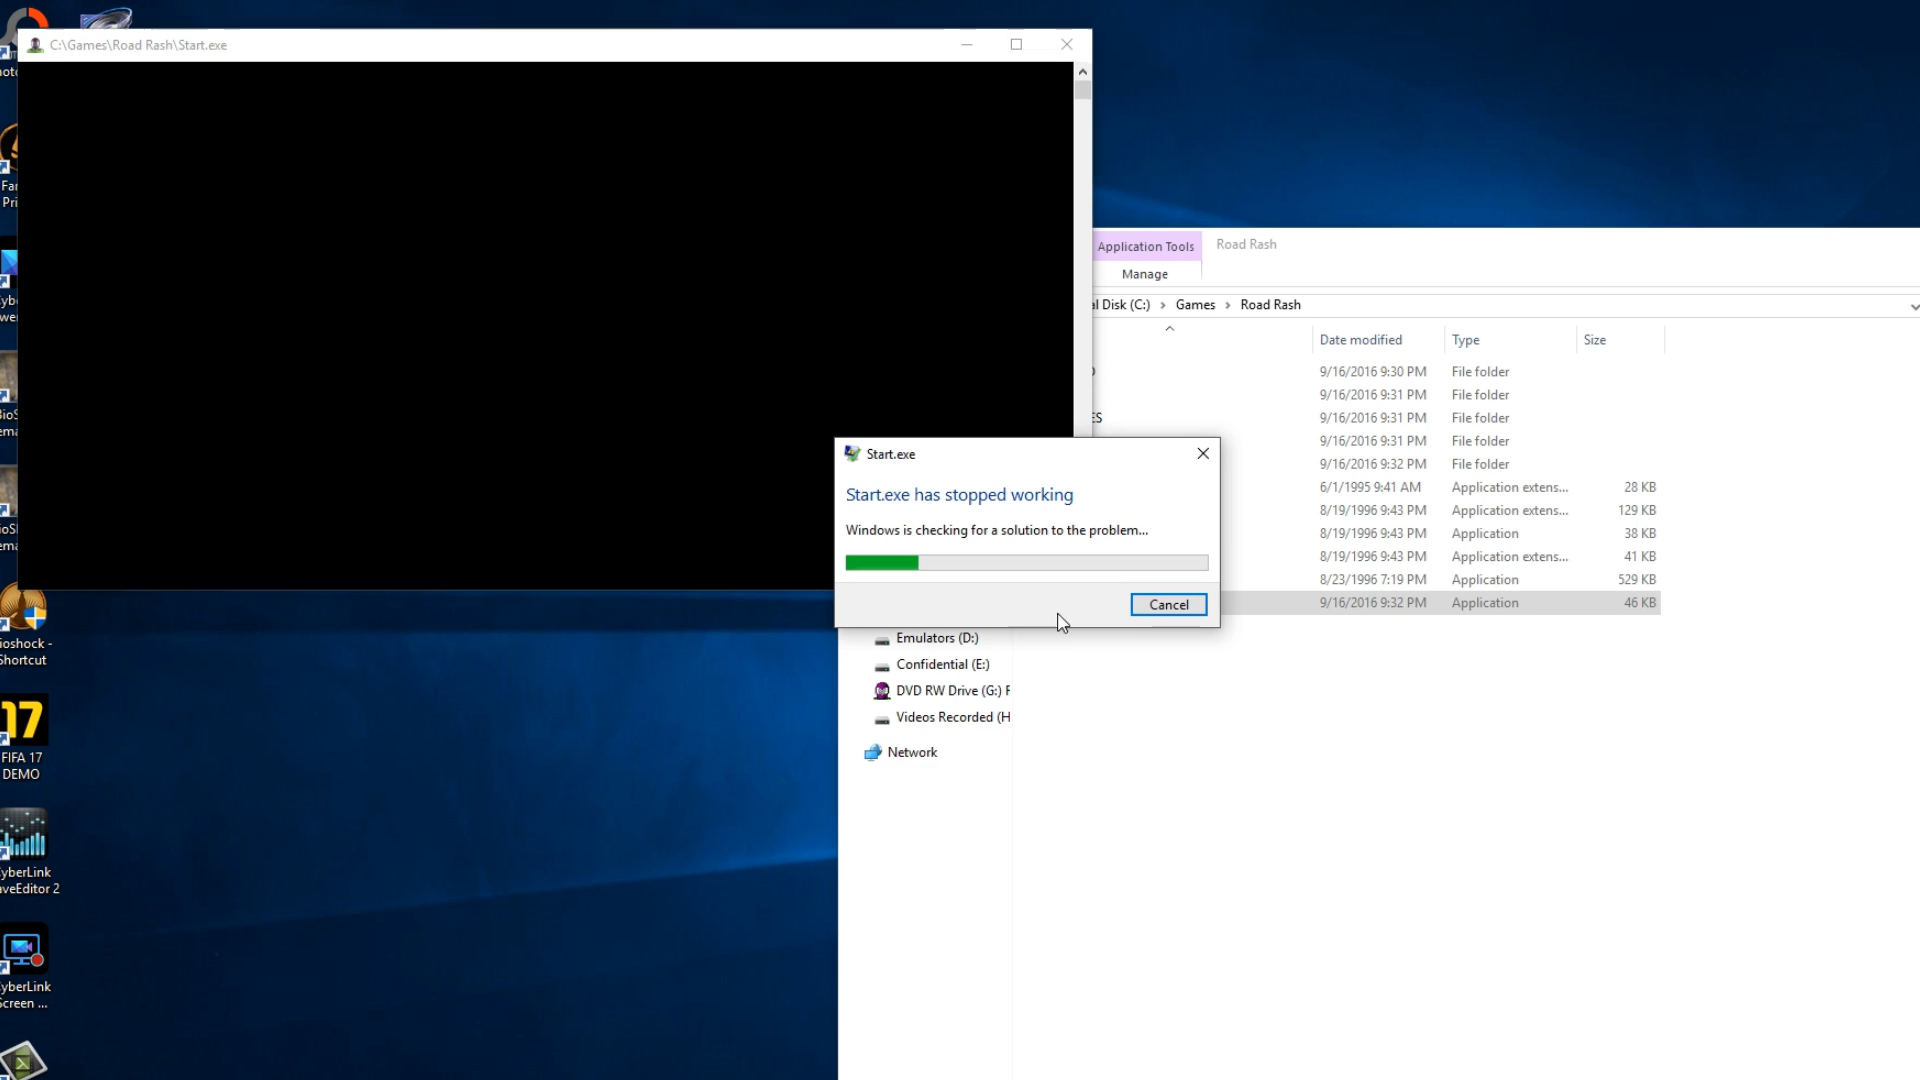 C:\Games\Road Rash\Start.exe
Application Tools
Road Rash
Manage
al Disk (C:) > Games > Road Rash
Date modified Type Size
9/16/2016 9:30 PM File folder
9/16/2016 9:31 PM File folder
ES 9/16/2016 9:31 PM File folder
9/16/2016 9:31 PM File folder
9/16/2016 9:32 PM File folder
6/1/1995 9:41 AM Application extens... 28 KB
8/19/1996 9:43 PM Application extens... 129 KB
8/19/1996 9:43 PM Application 38 KB
8/19/1996 9:43 PM Application extens... 41 KB
8/23/1996 7:19 PM Application 529 KB
9/16/2016 9:32 PM Application 46 KB
Start.exe
Start.exe has stopped working
Windows is checking for a solution to the problem...
Cancel
Emulators (D:)
Confidential (E:)
DVD RW Drive (G:) F
Videos Recorded (H
Network
Far
Pri
ioshock -
Shortcut
17
FIFA 17
DEMO
yberLink
aveEditor 2
yberLink
Screen ...